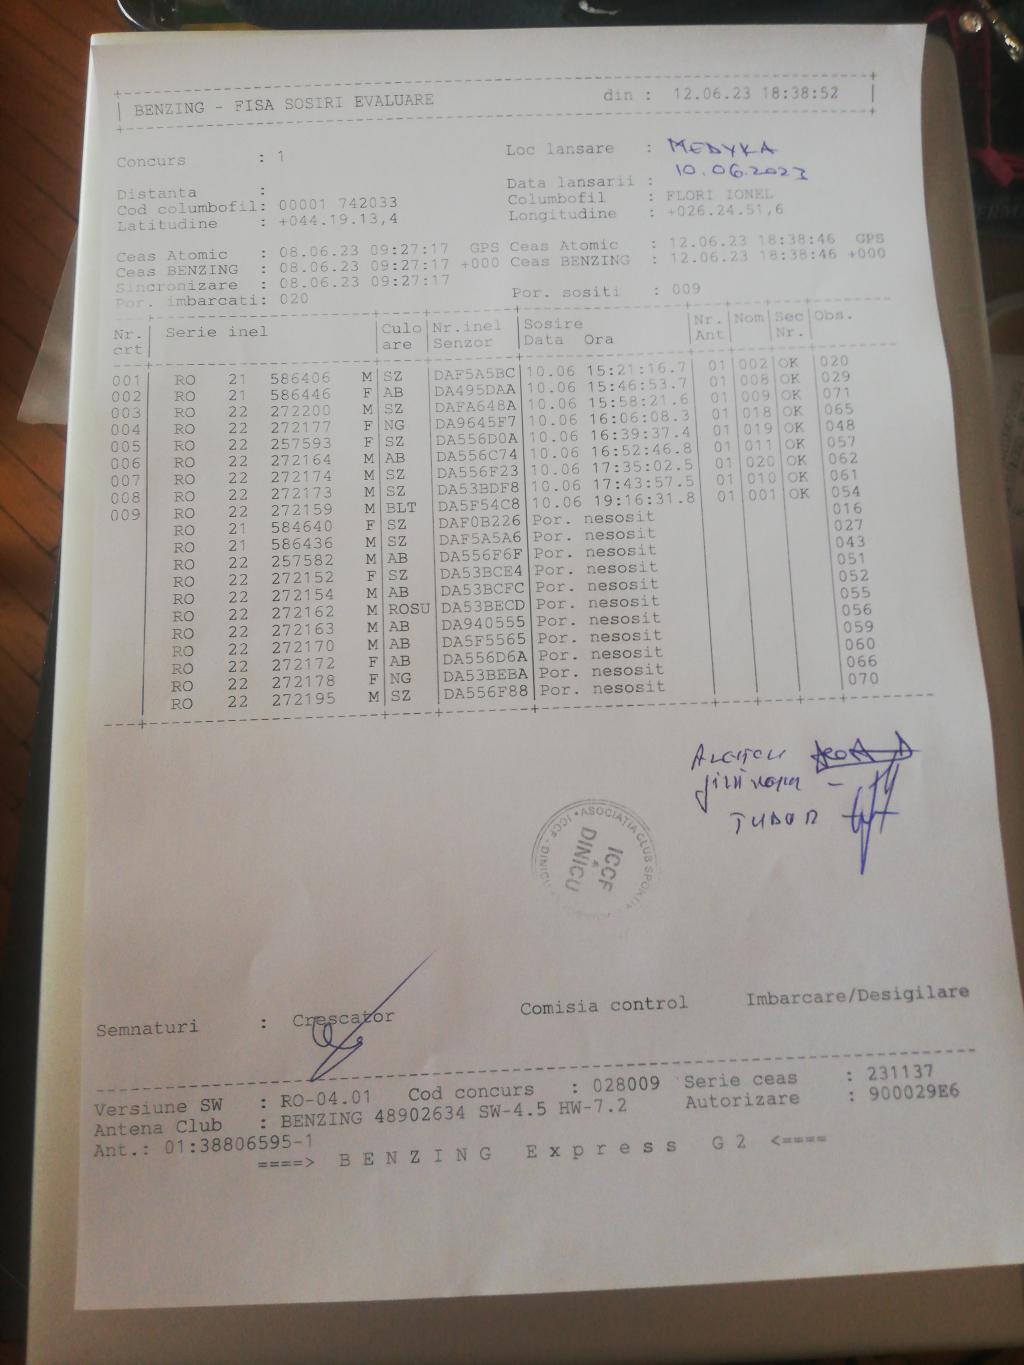 BENZING - FISA SOSIRI EVALUARE din : 12.06.23 18:38:52
Concurs : 1 Loc lansare : MEDYKA
Distanta : Data lansarii : 10.06.2023
Cod columbofil: 00001 742033 Columbofil : FLORI IONEL
Latitudine : +044.19.13,4 Longitudine : +026.24.51,6
Ceas Atomic : 08.06.23 09:27:17 GPS Ceas Atomic : 12.06.23 18:38:46 GPS
Ceas BENZING : 08.06.23 09:27:17 +000 Ceas BENZING : 12.06.23 18:38:46 +000
Sincronizare : 08.06.23 09:27:17
Por. imbarcati: 020 Por. sositi : 009
Nr. Serie inel Culo Nr.inel Sosire Nr. Nom Sec Obs.
crt are Senzor Data Ora Ant Nr.
001 RO 21 586406 M SZ DAF5A5BC 10.06 15:21:16.7 01 002 OK 020
002 RO 21 586446 F AB DA495DAA 10.06 15:46:53.7 01 008 OK 029
003 RO 22 272200 M SZ DAFA648A 10.06 15:58:21.6 01 009 OK 071
004 RO 22 272177 F NG DA9645F7 10.06 16:06:08.3 01 018 OK 065
005 RO 22 257593 F SZ DA556D0A 10.06 16:39:37.4 01 019 OK 048
006 RO 22 272164 M AB DA556C74 10.06 16:52:46.8 01 011 OK 057
007 RO 22 272174 M SZ DA556F23 10.06 17:35:02.5 01 020 OK 062
008 RO 22 272173 M SZ DA53BDF8 10.06 17:43:57.5 01 010 OK 061
009 RO 22 272159 M BLT DA5F54C8 10.06 19:16:31.8 01 001 OK 054
RO 21 584640 F SZ DAF0B226 Por. nesosit 016
RO 21 586436 M SZ DAF5A5A6 Por. nesosit 027
RO 22 257582 M AB DA556F6F Por. nesosit 043
RO 22 272152 F SZ DA53BCE4 Por. nesosit 051
RO 22 272154 M AB DA53BCFC Por. nesosit 052
RO 22 272162 M ROSU DA53BECD Por. nesosit 055
RO 22 272163 M AB DA940555 Por. nesosit 056
RO 22 272170 M AB DA5F5565 Por. nesosit 059
RO 22 272172 F AB DA556D6A Por. nesosit 060
RO 22 272178 F NG DA53BEBA Por. nesosit 066
RO 22 272195 M SZ DA556F88 Por. nesosit 070
TUDOR
ASOCIATIA CLUB SPORTIV
ICCF
DINICU
Semnaturi : Crescator Comisia control Imbarcare/Desigilare
Versiune SW : RO-04.01 Cod concurs : 028009 Serie ceas : 231137
Antena Club : BENZING 48902634 SW-4.5 HW-7.2 Autorizare : 900029E6
Ant.: 01:38806595-1
====> BENZING Express G2 <====